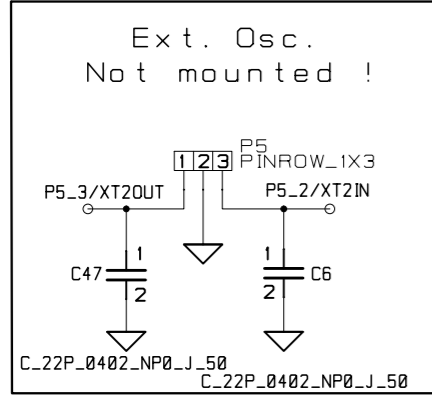 Ext. Osc.
Not mounted !
P5
1 2 3 PINROW_1X3
P5_3/XT2OUT P5_2/XT2IN
1 1
C47 C6
2 2
C_22P_0402_NP0_J_50
C_22P_0402_NP0_J_50